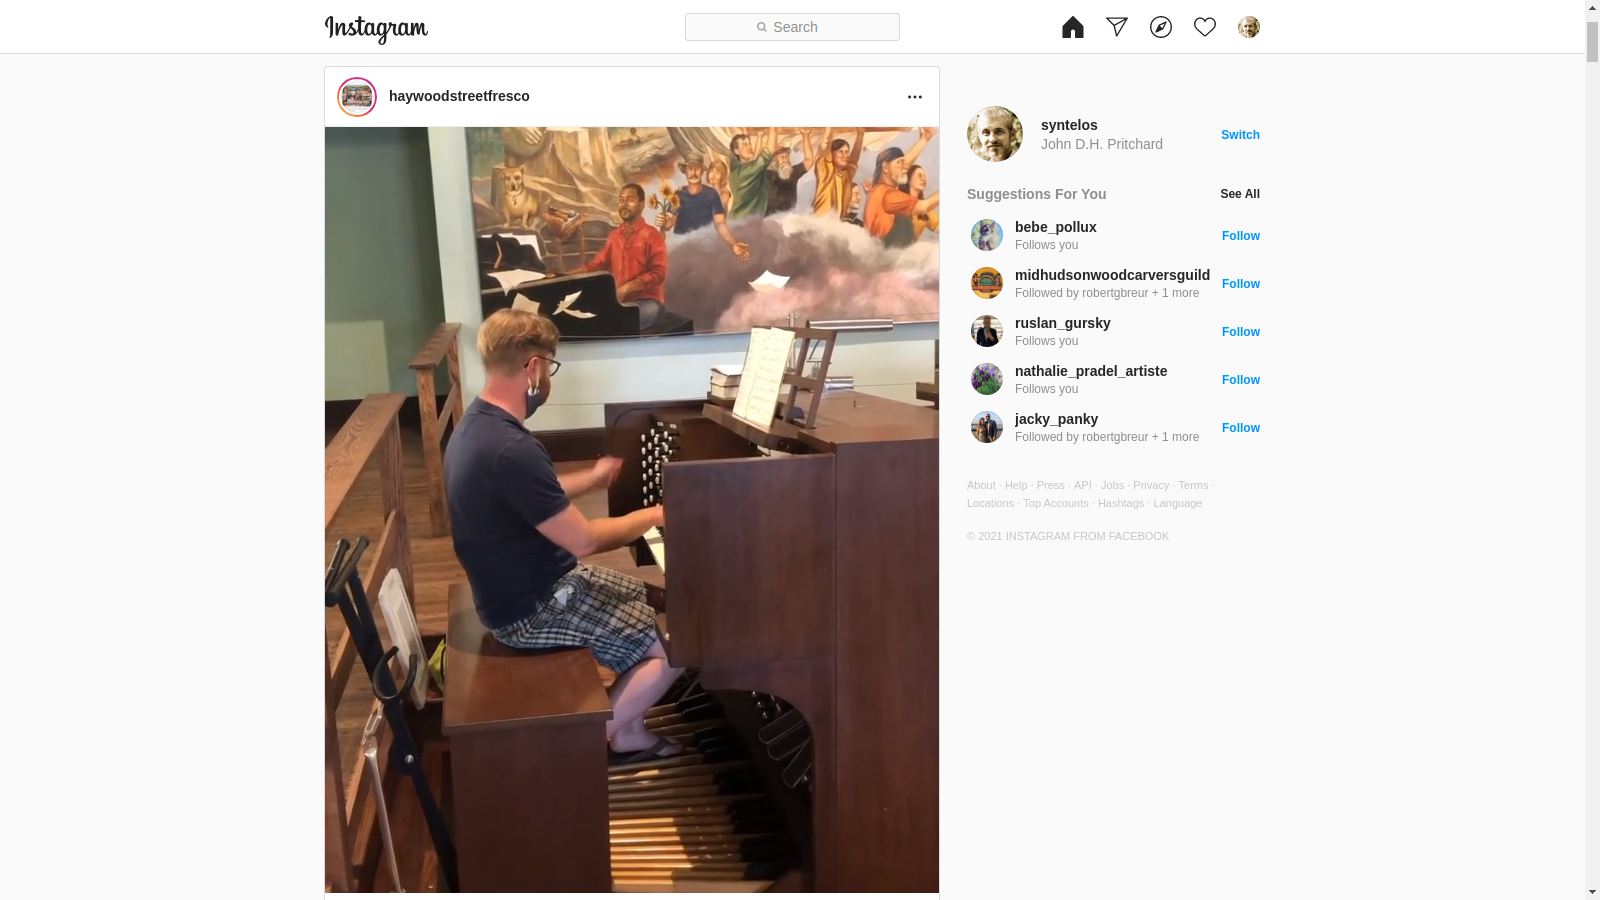 Instagram
Search
haywoodstreetfresco
syntelos
John D.H. Pritchard
Switch
Suggestions For You
See All
bebe_pollux
Follows you
Follow
midhudsonwoodcarversguild
Followed by robertgbreur + 1 more
Follow
ruslan_gursky
Follows you
Follow
nathalie_pradel_artiste
Follows you
Follow
jacky_panky
Followed by robertgbreur + 1 more
Follow
About · Help · Press · API · Jobs · Privacy · Terms ·
Locations · Top Accounts · Hashtags · Language
© 2021 INSTAGRAM FROM FACEBOOK